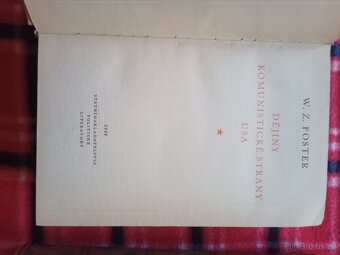 W. Z. FOSTER
DĚJINY
KOMUNISTICKÉ STRANY
USA
1954
STÁTNÍ NAKLADATELSTVÍ
POLITICKÉ
LITERATURY